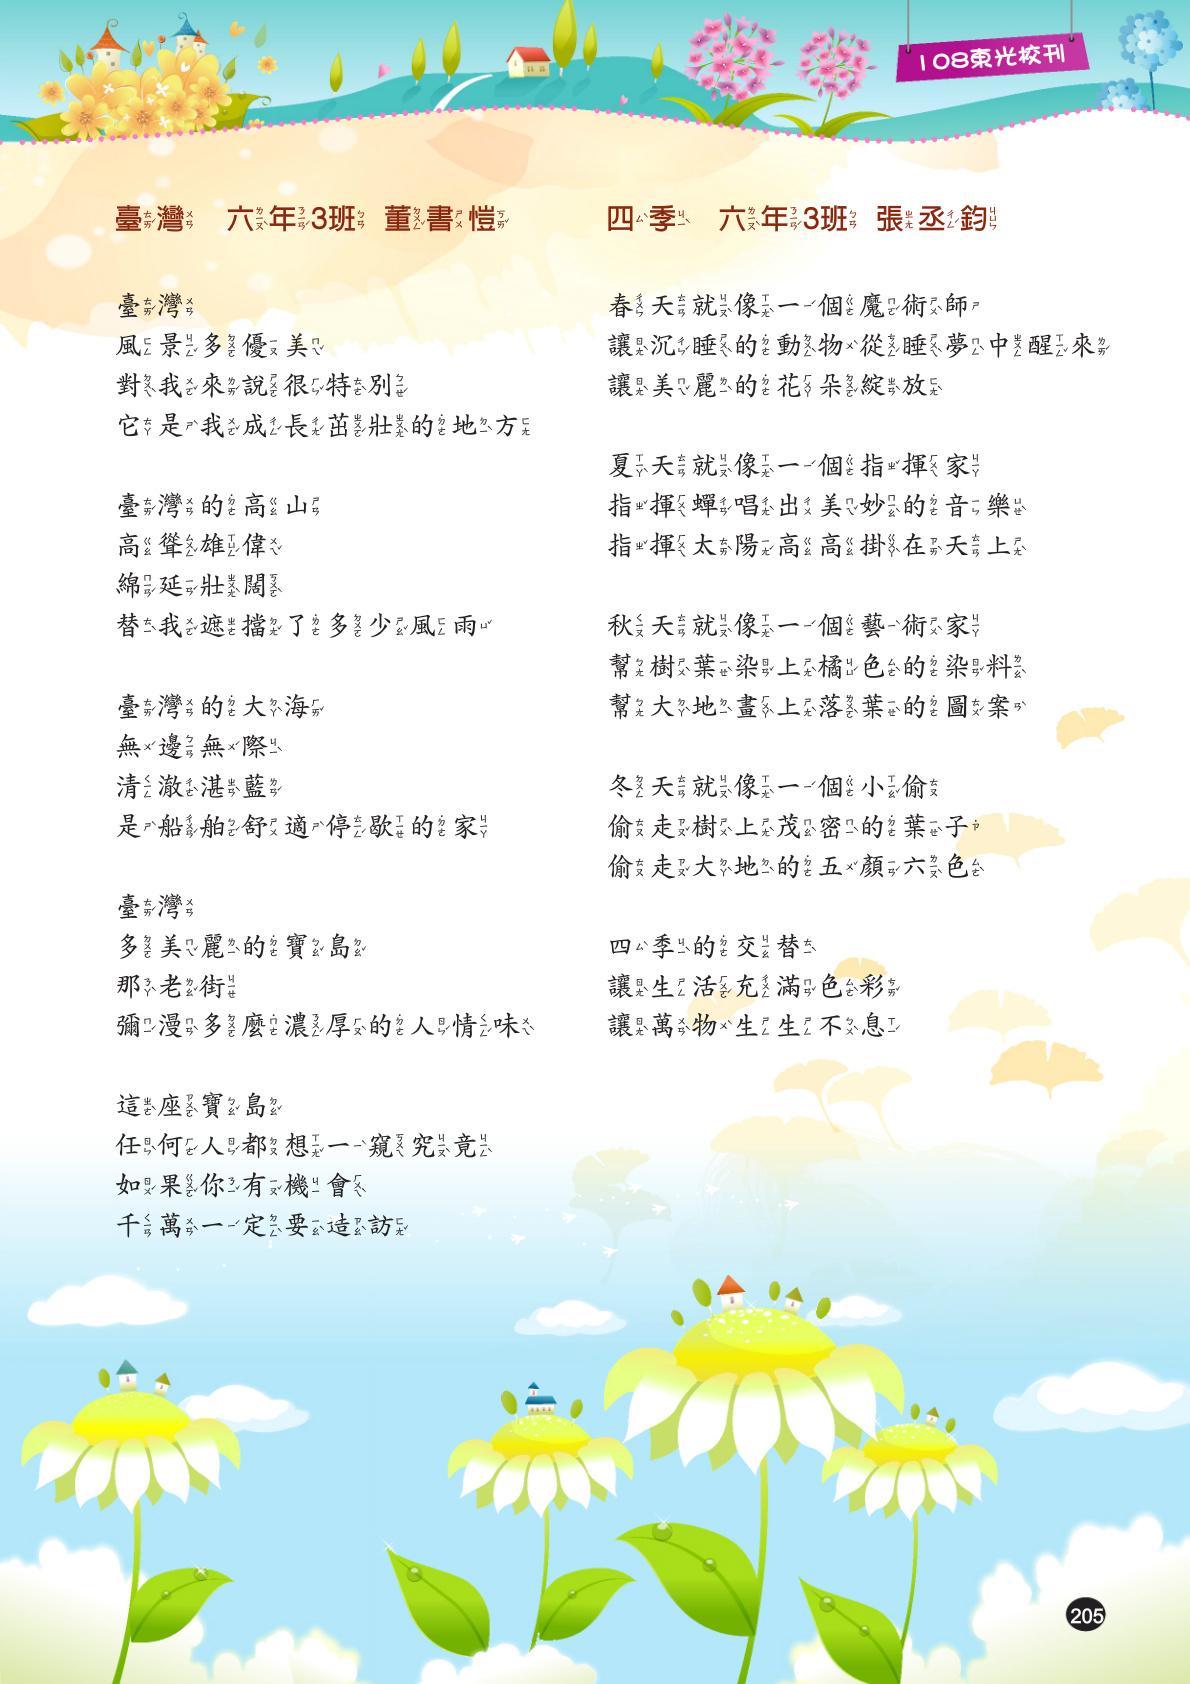 108東光校刊
臺灣 六年3班 董書愷
臺灣
風景多優美
對我來說很特別
它是我成長茁壯的地方
臺灣的高山
高聳雄偉
綿延壯闊
替我遮擋了多少風雨
臺灣的大海
無邊無際
清澈湛藍
是船舶舒適停歇的家
臺灣
多美麗的寶島
那老街
彌漫多麼濃厚的人情味
這座寶島
任何人都想一窺究竟
如果你有機會
千萬一定要造訪
四季 六年3班 張丞鈞
春天就像一個魔術師
讓沉睡的動物從睡夢中醒來
讓美麗的花朵綻放
夏天就像一個指揮家
指揮蟬唱出美妙的音樂
指揮太陽高高掛在天上
秋天就像一個藝術家
幫樹葉染上橘色的染料
幫大地畫上落葉的圖案
冬天就像一個小偷
偷走樹上茂密的葉子
偷走大地的五顏六色
四季的交替
讓生活充滿色彩
讓萬物生生不息
205